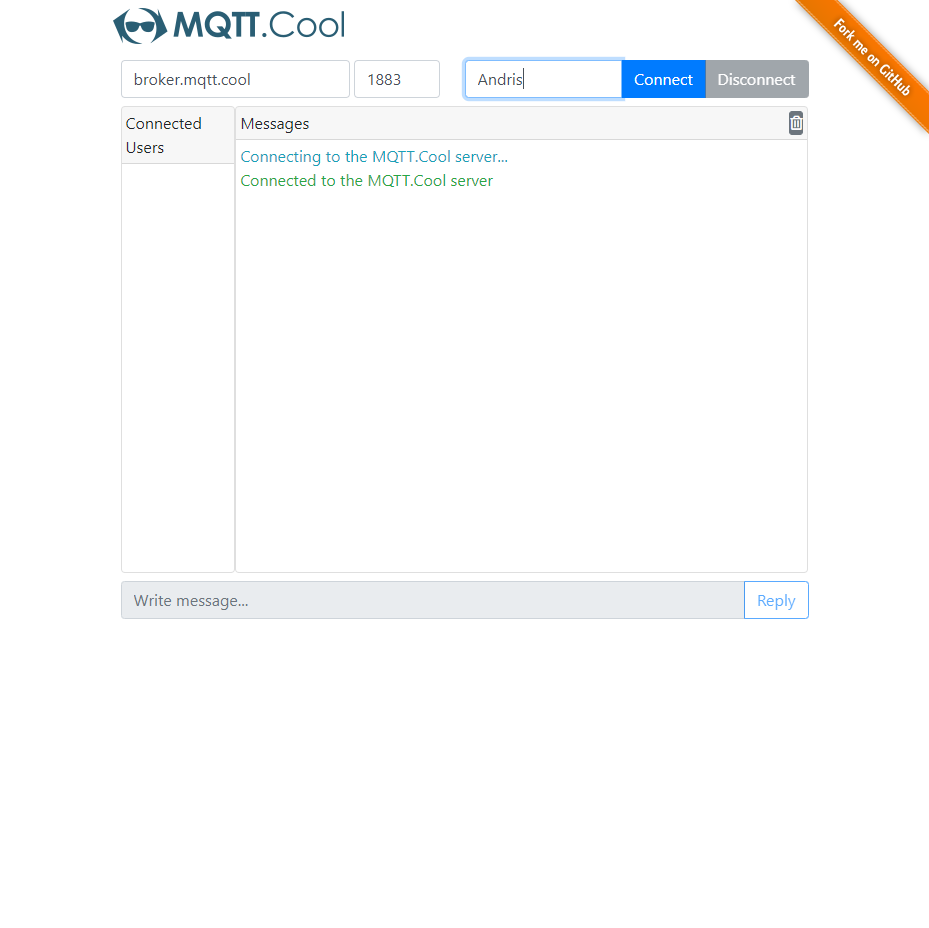 MQTT.Cool
Fork me on GitHub
broker.mqtt.cool 1883 Andris Connect Disconnect
Connected
Users
Messages
Connecting to the MQTT.Cool server...
Connected to the MQTT.Cool server
Write message... Reply